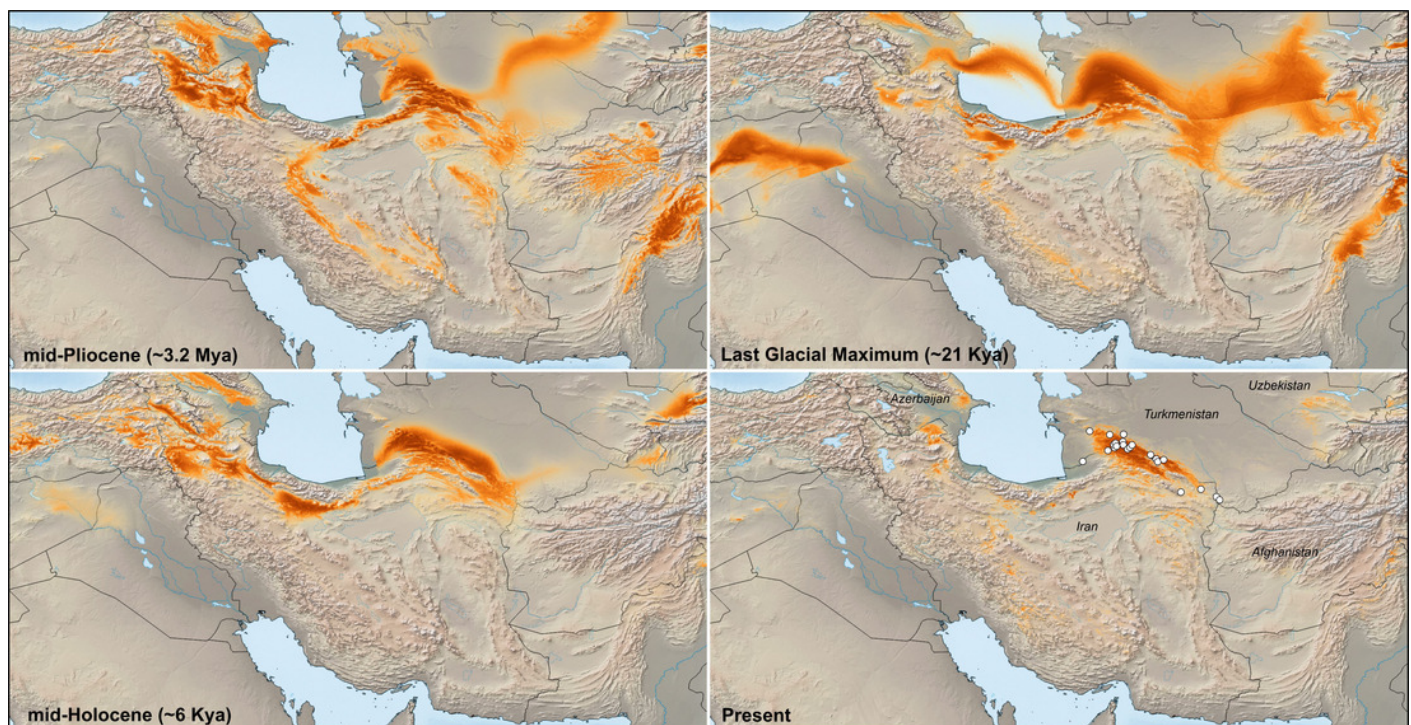 mid-Pliocene (~3.2 Mya)
Last Glacial Maximum (~21 Kya)
mid-Holocene (~6 Kya)
Azerbaijan
Uzbekistan
Turkmenistan
Iran
Afghanistan
Present